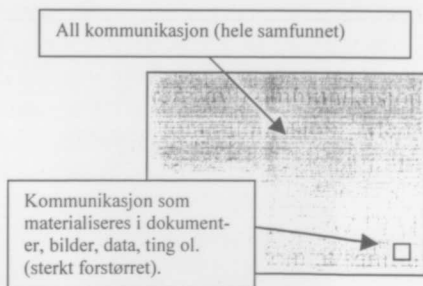 All kommunikasjon (hele samfunnet)
Kommunikasjon som
materialiseres i dokument-
er, bilder, data, ting ol.
(sterkt forstørret).